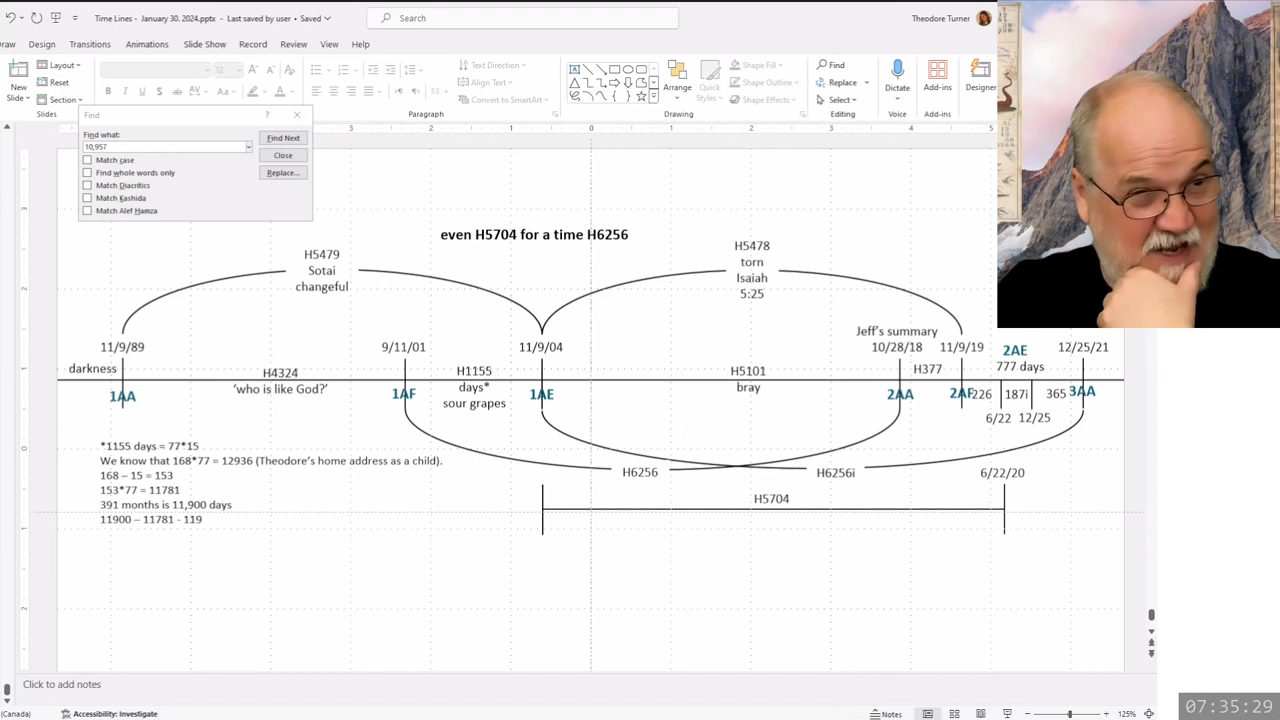 Time Lines - January 30. 2024.pptx - Last saved by user • Saved
Search
Theodore Turner
Draw Design Transitions Animations Slide Show Record Review View Help
New Slide
Layout
Reset
Section
Slides
Text Direction
Align Text
Convert to SmartArt
Paragraph
Arrange
Quick Styles
Shape Fill
Shape Outline
Shape Effects
Drawing
Find
Replace
Select
Editing
Dictate
Voice
Add-ins
Add-ins
Designer
Find
Find what:
10,957
Match case
Find whole words only
Match Diacritics
Match Kashida
Match Alef Hamza
Find Next
Close
Replace...
even H5704 for a time H6256
H5479
Sotai
changeful
H5478
torn
Isaiah
5:25
Jeff's summary
11/9/89 9/11/01 11/9/04 10/28/18 11/9/19 2AE 12/25/21
darkness H4324 H1155 H5101 H377 777 days
'who is like God?' days* bray
sour grapes
1AA 1AF 1AE 2AA 2AF 226 187i 365 3AA
6/22 12/25
*1155 days = 77*15
We know that 168*77 = 12936 (Theodore's home address as a child).
168 – 15 = 153
153*77 = 11781
391 months is 11,900 days
11900 – 11781 - 119
H6256 H6256i 6/22/20
H5704
Click to add notes
(Canada) Accessibility: Investigate Notes 125%
07:35:29